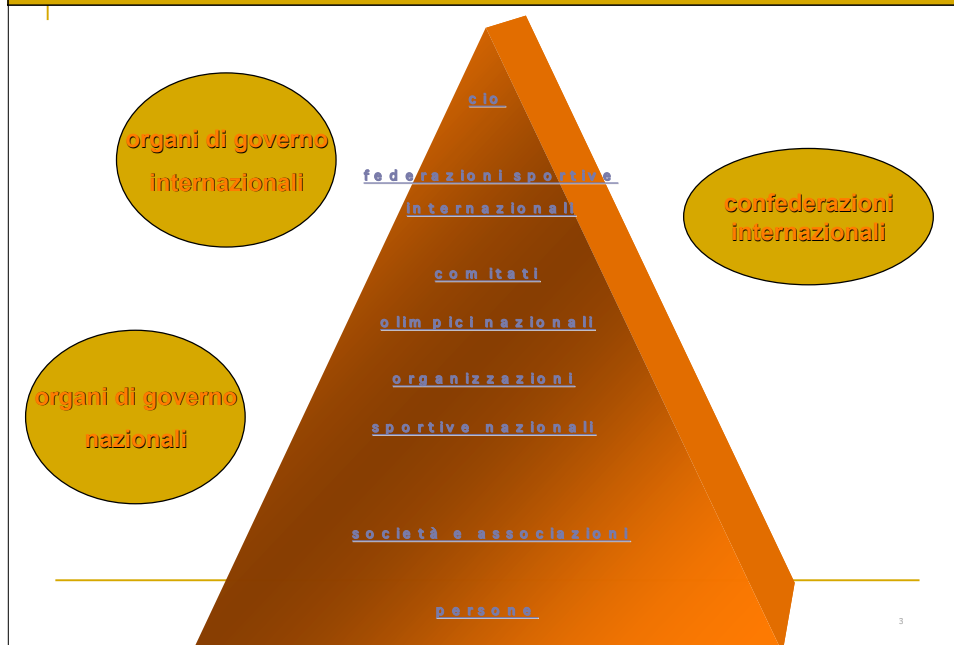 cio
organi di governo
internazionali
federazioni sportive
internazionali
confederazioni
internazionali
comitati
olimpici nazionali
organizzazioni
sportive nazionali
organi di governo
nazionali
società e associazioni
persone
3